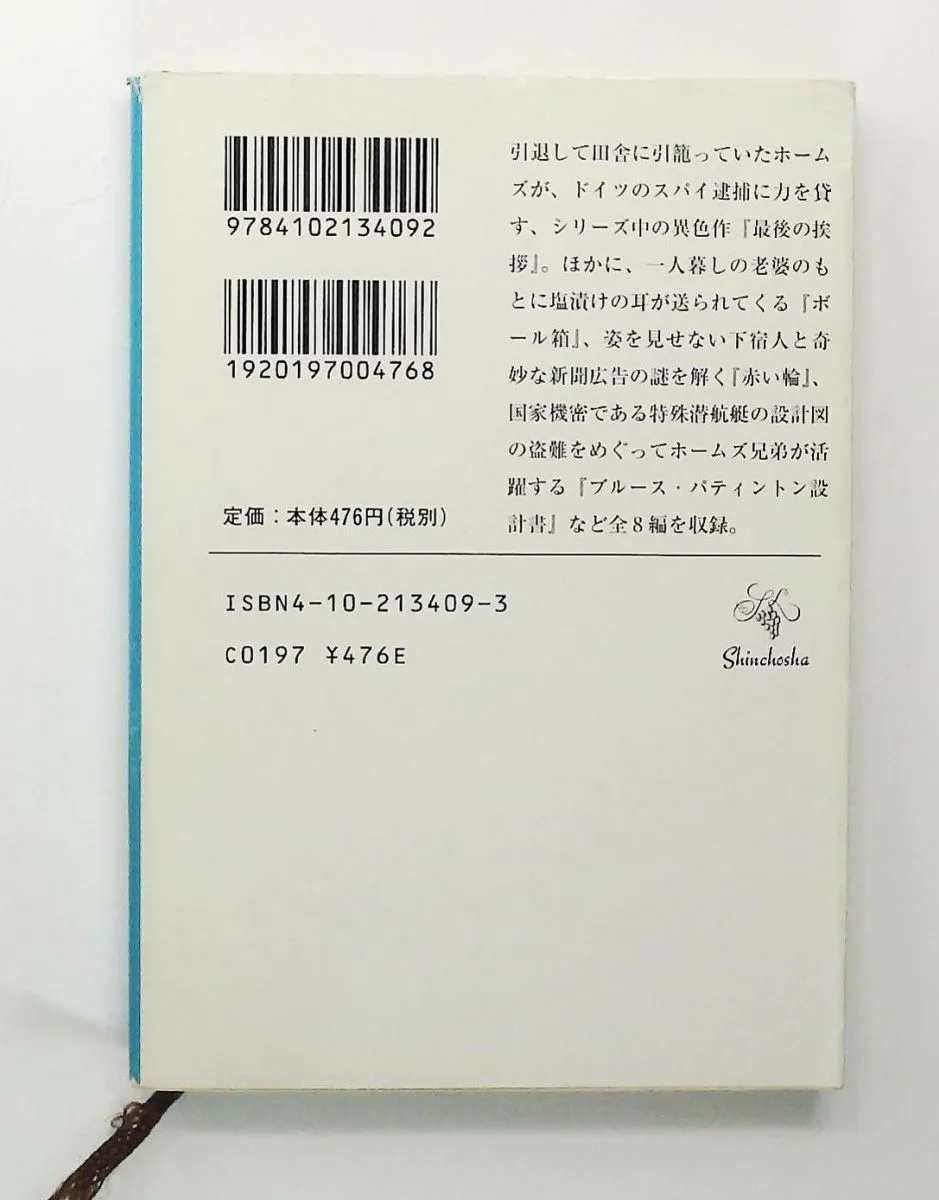 9784102134092
1920197004768
定価：本体476円（税別）
引退して田舎に引籠っていたホーム
ズが、ドイツのスパイ逮捕に力を貸
す、シリーズ中の異色作『最後の挨
拶』。ほかに、一人暮しの老婆のも
とに塩漬けの耳が送られてくる『ボ
ール箱』、姿を見せない下宿人と奇
妙な新聞広告の謎を解く『赤い輪』、
国家機密である特殊潜航艇の設計図
の盗難をめぐってホームズ兄弟が活
躍する『ブルース・パティントン設
計書』など全８編を収録。
ISBN4-10-213409-3
C0197 ¥476E
Shinchosha